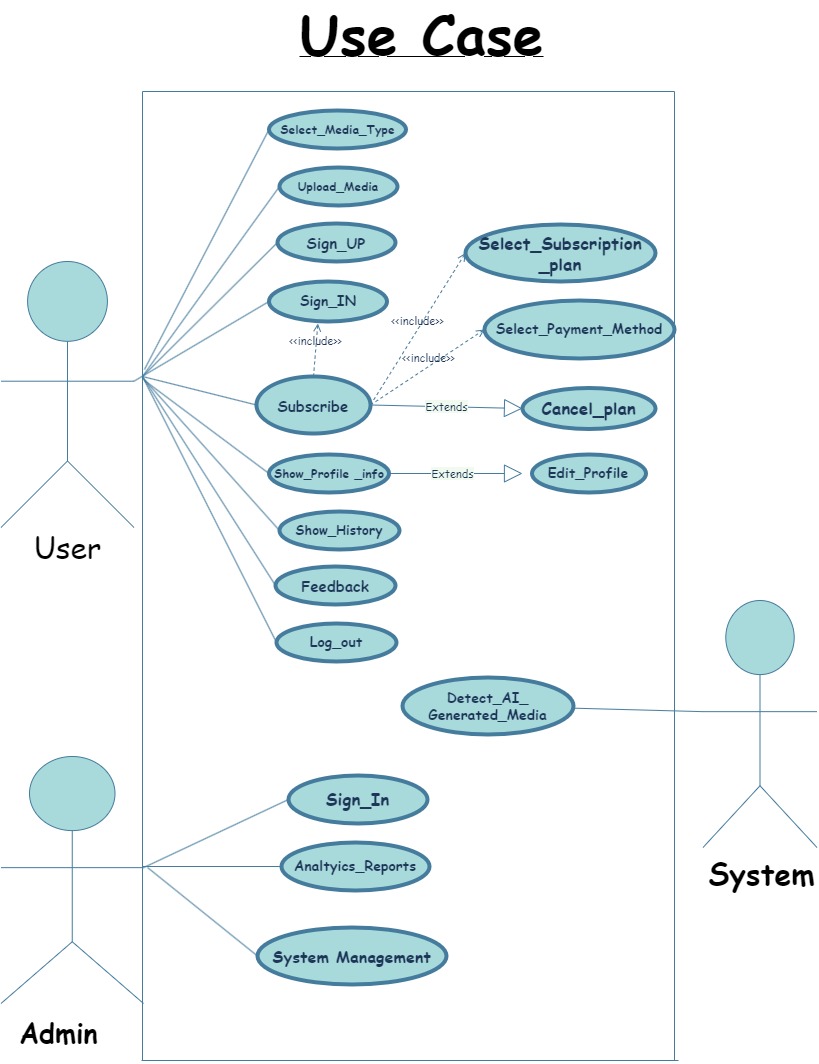 Use Case
Select_Media_Type
Upload_Media
Sign_UP
Select_Subscription
_plan
Sign_IN
<<include>>
Select_Payment_Method
<<include>>
<<include>>
Subscribe
Extends
Cancel_plan
Show_Profile _info
Extends
Edit_Profile
Show_History
User
Feedback
Log_out
Detect_AI_
Generated_Media
Sign_In
Analtyics_Reports
System
System Management
Admin